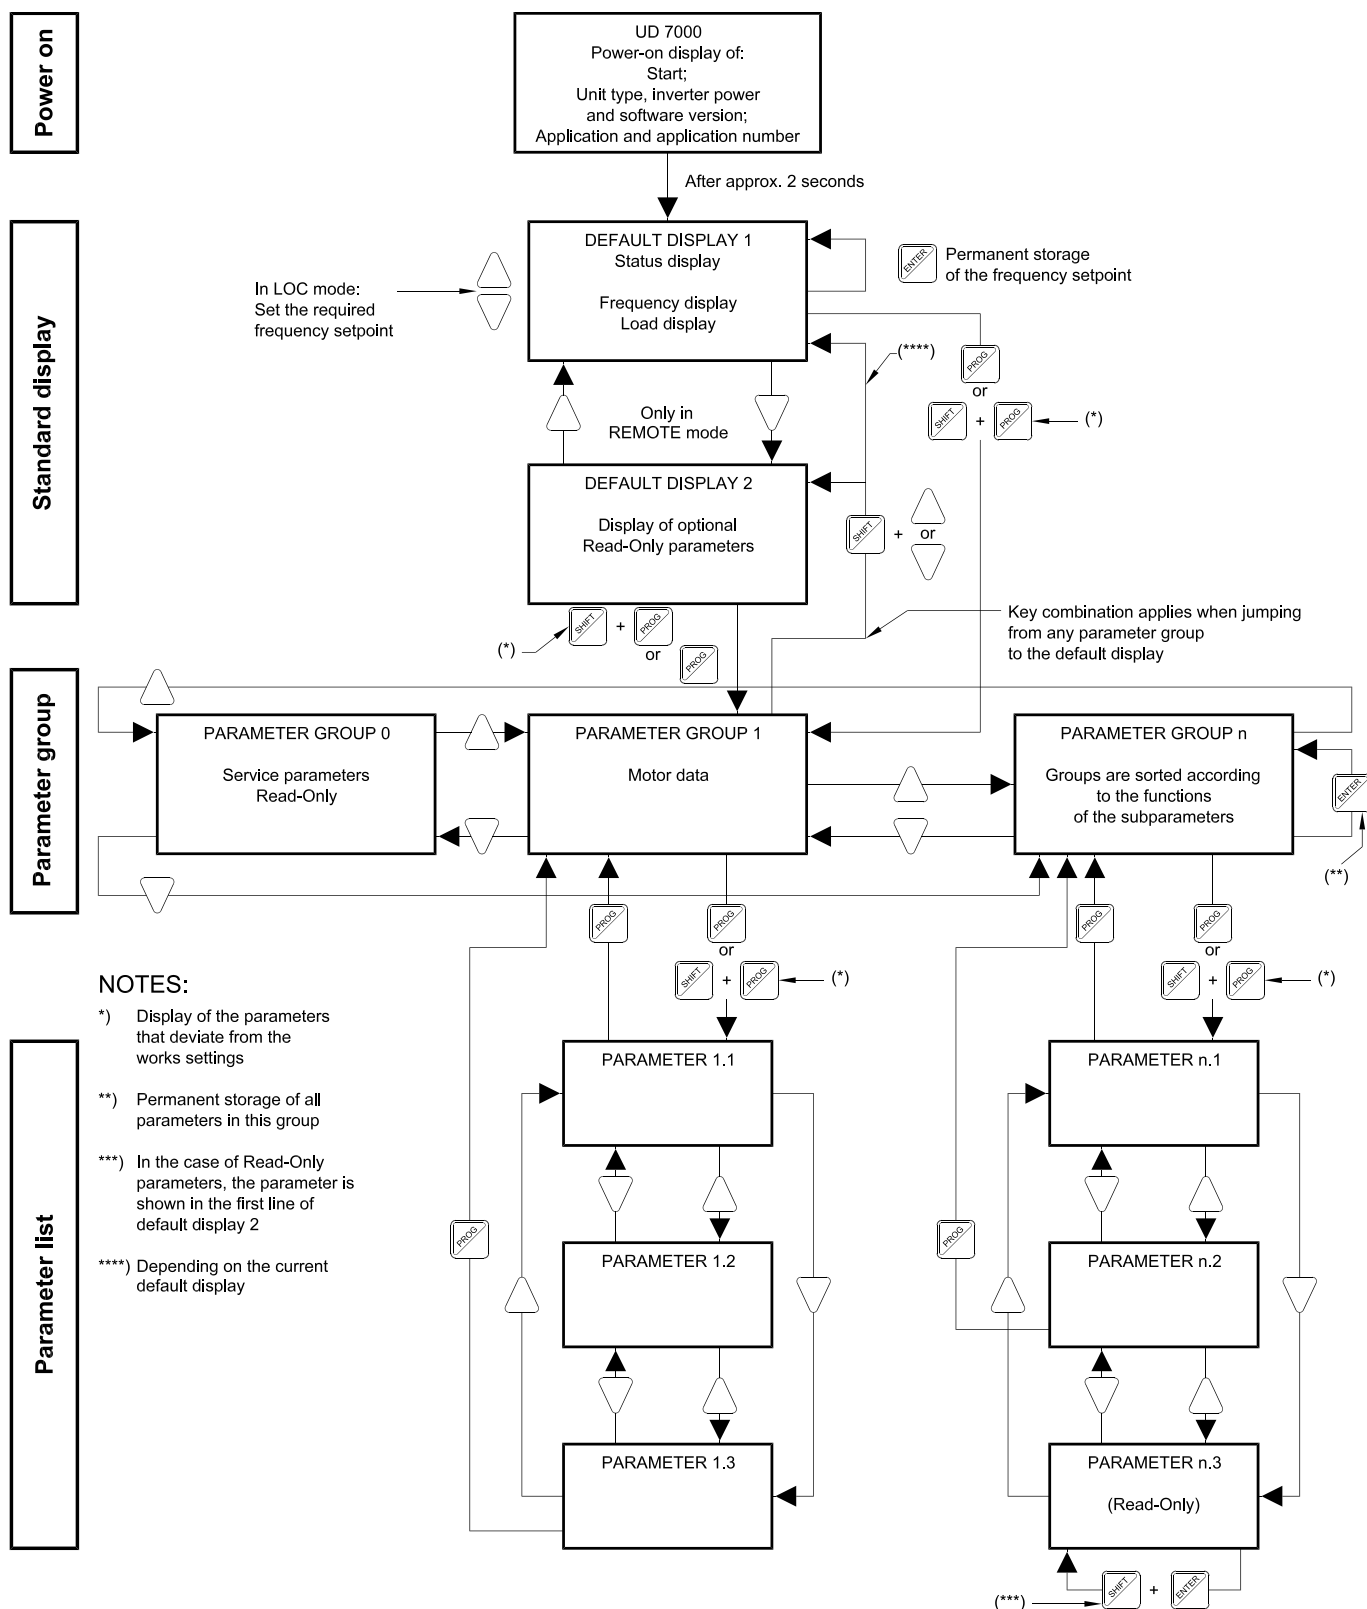 Power on
UD 7000
Power-on display of:
Start;
Unit type, inverter power
and software version;
Application and application number
After approx. 2 seconds
Standard display
DEFAULT DISPLAY 1
Status display
Frequency display
Load display
ENTER
Permanent storage
of the frequency setpoint
In LOC mode:
Set the required
frequency setpoint
(****)
PROG
or
SHIFT + PROG (*)
Only in
REMOTE mode
DEFAULT DISPLAY 2
Display of optional
Read-Only parameters
SHIFT + or
(*) SHIFT + PROG
or PROG
Key combination applies when jumping
from any parameter group
to the default display
Parameter group
PARAMETER GROUP 0
Service parameters
Read-Only
PARAMETER GROUP 1
Motor data
PARAMETER GROUP n
Groups are sorted according
to the functions
of the subparameters
ENTER
(**)
PROG
PROG
or
SHIFT + PROG (*)
PROG
PROG
or
SHIFT + PROG (*)
NOTES:
*) Display of the parameters
that deviate from the
works settings
**) Permanent storage of all
parameters in this group
***) In the case of Read-Only
parameters, the parameter is
shown in the first line of
default display 2
****) Depending on the current
default display
Parameter list
PARAMETER 1.1
PROG
PARAMETER 1.2
PARAMETER 1.3
PARAMETER n.1
PROG
PARAMETER n.2
PARAMETER n.3
(Read-Only)
(***) SHIFT + ENTER